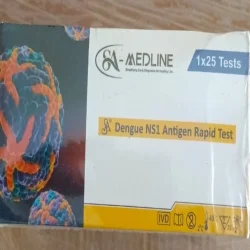 SA-MEDLINE
1x25 Tests
Dengue NS1 Antigen Rapid Test
IVD